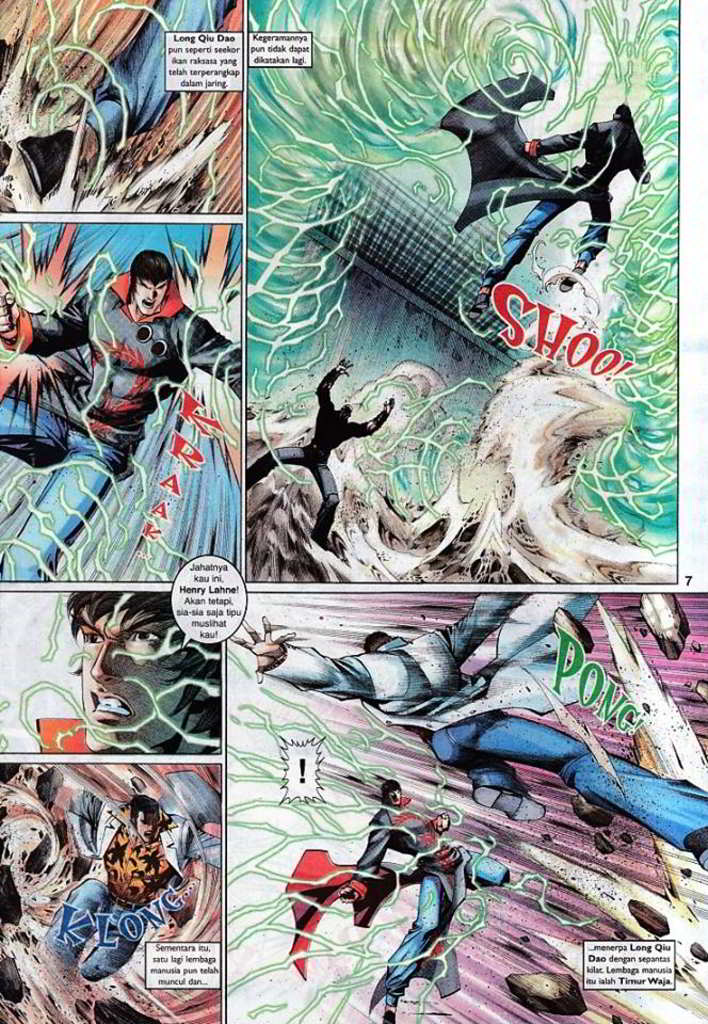 Long Qiu Dao
pun seperti seekor
ikan raksasa yang
telah terperangkap
dalam jaring.
Kegeramannya
pun tidak dapat
dikatakan lagi.
SHOO!
KRAAK...
7
Jahatnya
kau ini,
Henry Lahne!
Akan tetapi,
sia-sia saja tipu
muslihat
kau!
PONG
!
KLONG...
Sementara itu,
satu lagi lembaga
manusia pun telah
muncul dan...
...menerpa Long Qiu
Dao dengan sepantas
kilat. Lembaga manusia
itu ialah Timur Waja.